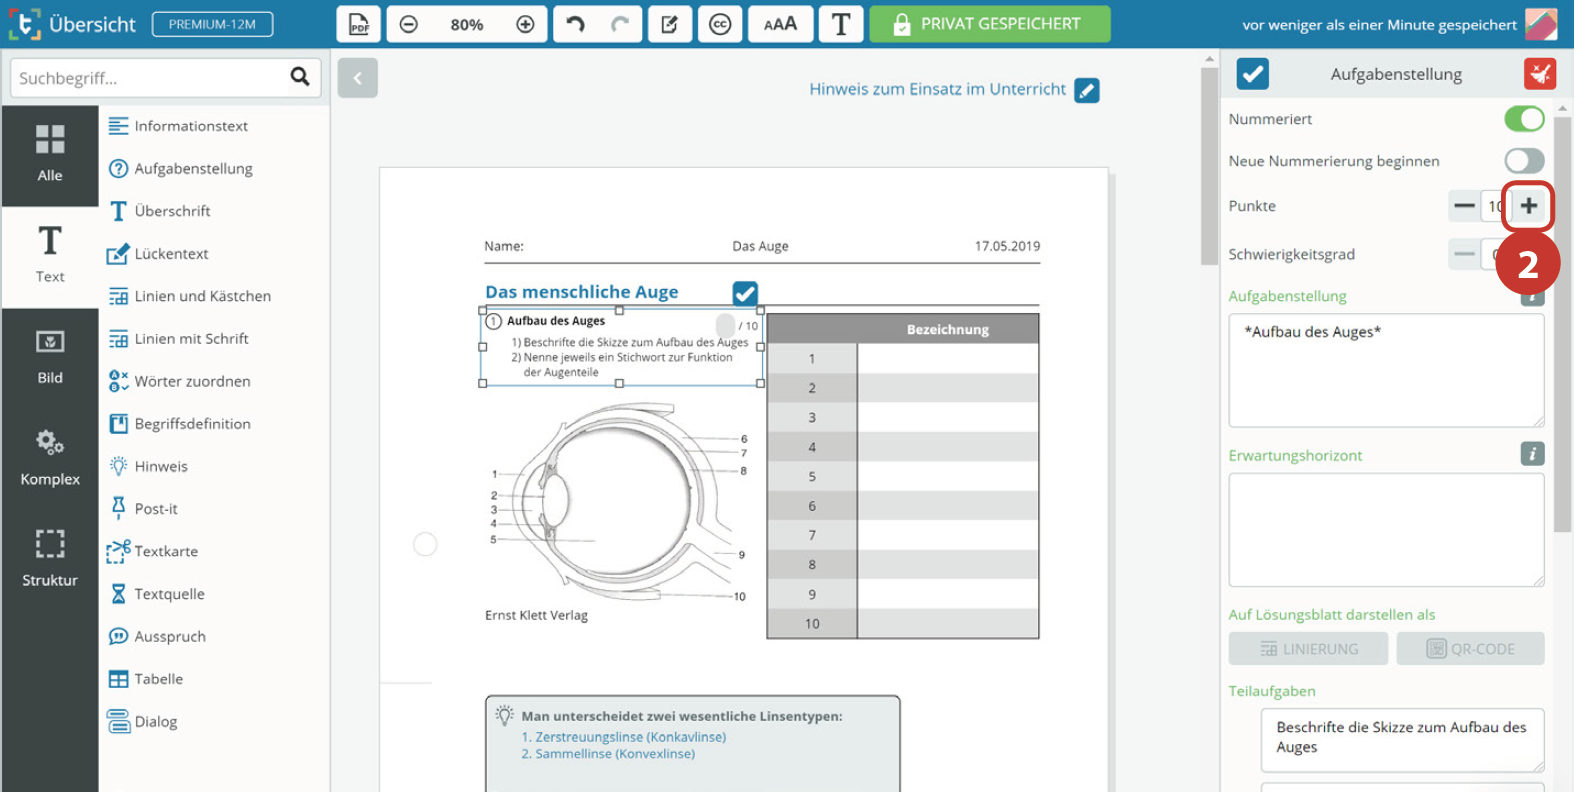 Übersicht
PREMIUM-12M
PDF
80%
CC
AAA
T
PRIVAT GESPEICHERT
vor weniger als einer Minute gespeichert
Suchbegriff...
Alle
Text
Bild
Komplex
Struktur
Informationstext
Aufgabenstellung
Überschrift
Lückentext
Linien und Kästchen
Linien mit Schrift
Wörter zuordnen
Begriffsdefinition
Hinweis
Post-it
Textkarte
Textquelle
Ausspruch
Tabelle
Dialog
Hinweis zum Einsatz im Unterricht
Name: Das Auge 17.05.2019
Das menschliche Auge
1 Aufbau des Auges / 10
1) Beschrifte die Skizze zum Aufbau des Auges
2) Nenne jeweils ein Stichwort zur Funktion
der Augenteile
1
2
3
4
5
6
7
8
9
10
Ernst Klett Verlag
Bezeichnung
1
2
3
4
5
6
7
8
9
10
Man unterscheidet zwei wesentliche Linsentypen:
1. Zerstreuungslinse (Konkavlinse)
2. Sammellinse (Konvexlinse)
Aufgabenstellung
Nummeriert
Neue Nummerierung beginnen
Punkte 10
2
Schwierigkeitsgrad
Aufgabenstellung
*Aufbau des Auges*
Erwartungshorizont
Auf Lösungsblatt darstellen als
LINIERUNG QR-CODE
Teilaufgaben
Beschrifte die Skizze zum Aufbau des
Auges